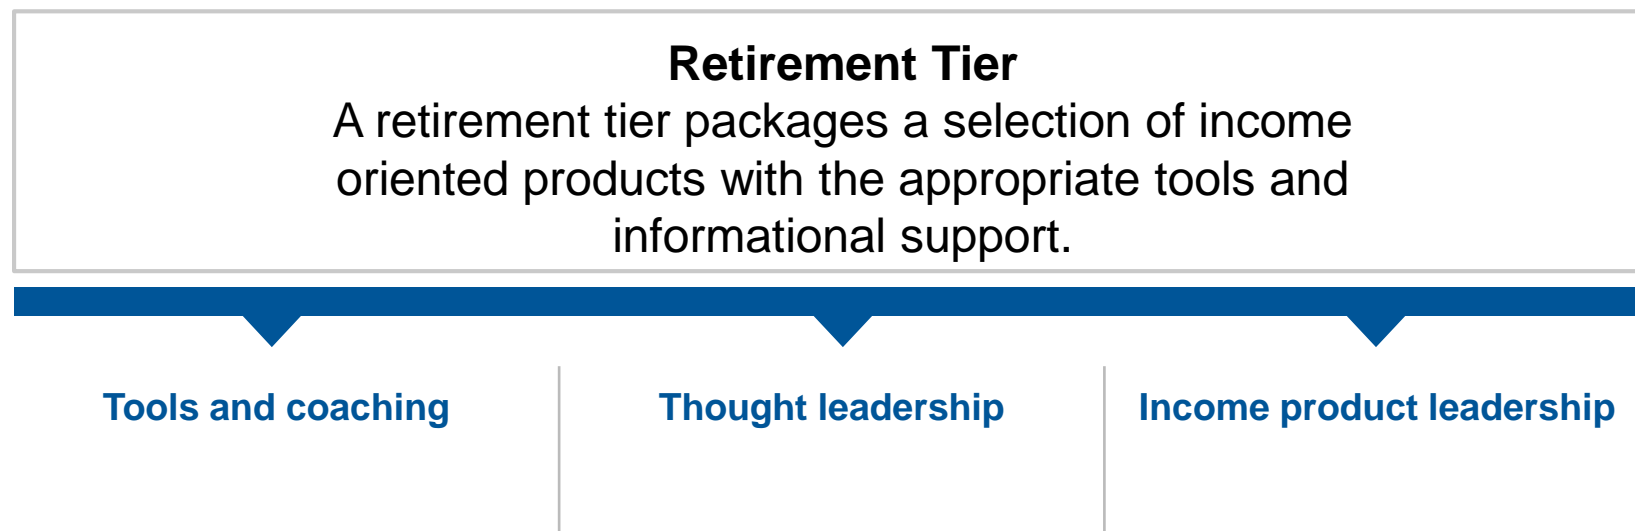 Retirement Tier
A retirement tier packages a selection of income
oriented products with the appropriate tools and
informational support.
Tools and coaching
Thought leadership
Income product leadership